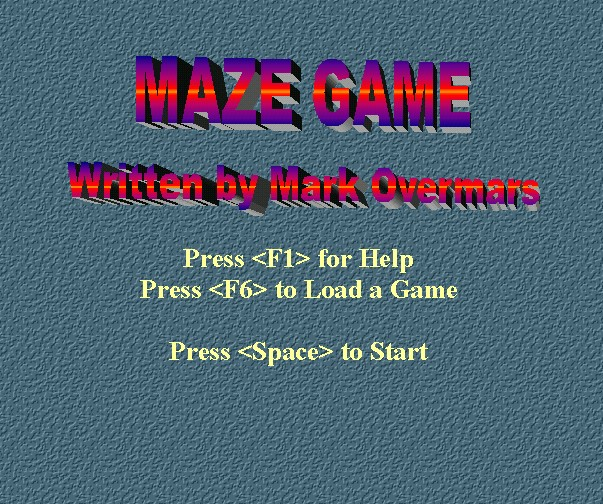 MAZE GAME
Written by Mark Overmars
Press <F1> for Help
Press <F6> to Load a Game
Press <Space> to Start